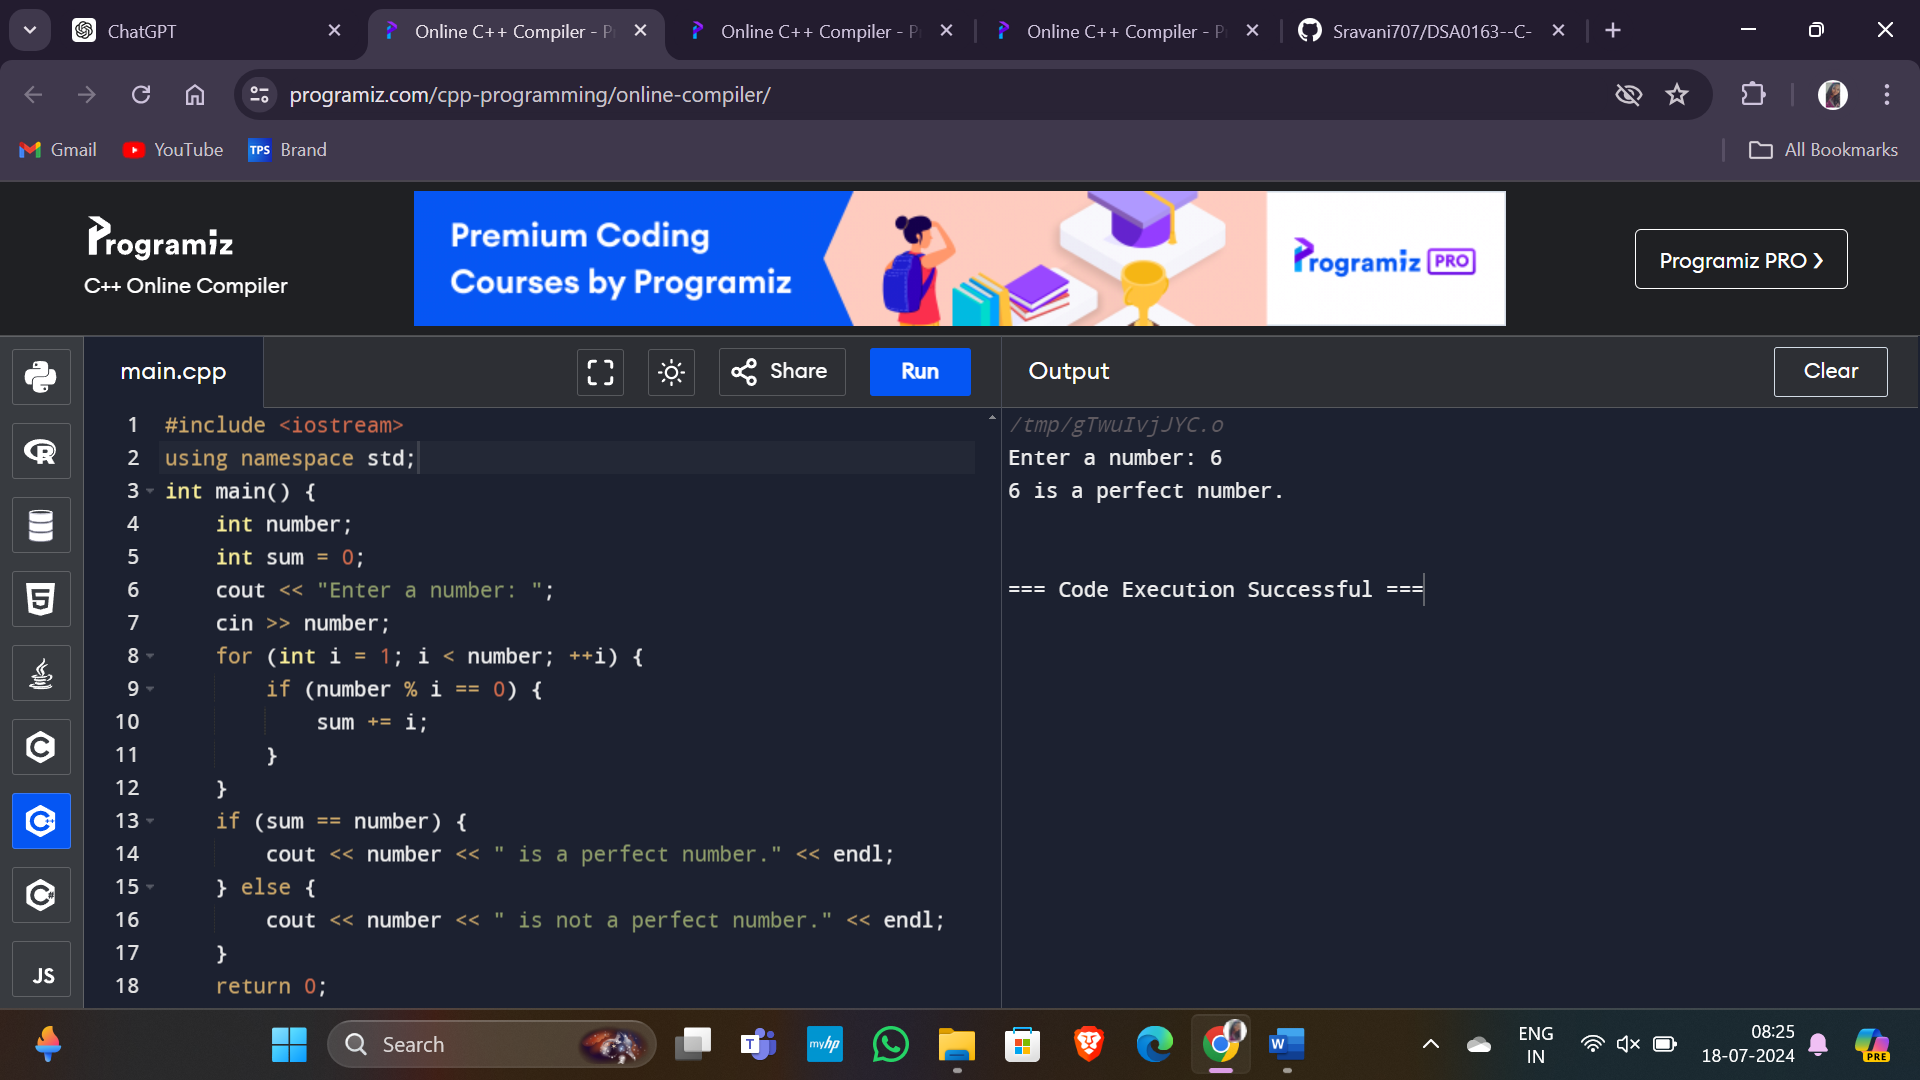 ChatGPT
Online C++ Compiler - P
Online C++ Compiler - P
Online C++ Compiler - P
Sravani707/DSA0163--C-
programiz.com/cpp-programming/online-compiler/
Gmail
YouTube
TPS Brand
All Bookmarks
Programiz
C++ Online Compiler
Premium Coding
Courses by Programiz
Programiz PRO
Programiz PRO ❯
main.cpp
Share
Run
Output
Clear
1 #include <iostream>
2 using namespace std;
3 int main() {
4     int number;
5     int sum = 0;
6     cout << "Enter a number: ";
7     cin >> number;
8     for (int i = 1; i < number; ++i) {
9         if (number % i == 0) {
10             sum += i;
11         }
12     }
13     if (sum == number) {
14         cout << number << " is a perfect number." << endl;
15     } else {
16         cout << number << " is not a perfect number." << endl;
17     }
18     return 0;
/tmp/gTwuIvjJYC.o
Enter a number: 6
6 is a perfect number.
=== Code Execution Successful ===
JS
Search
myhp
ENG
IN
08:25
18-07-2024
PRE